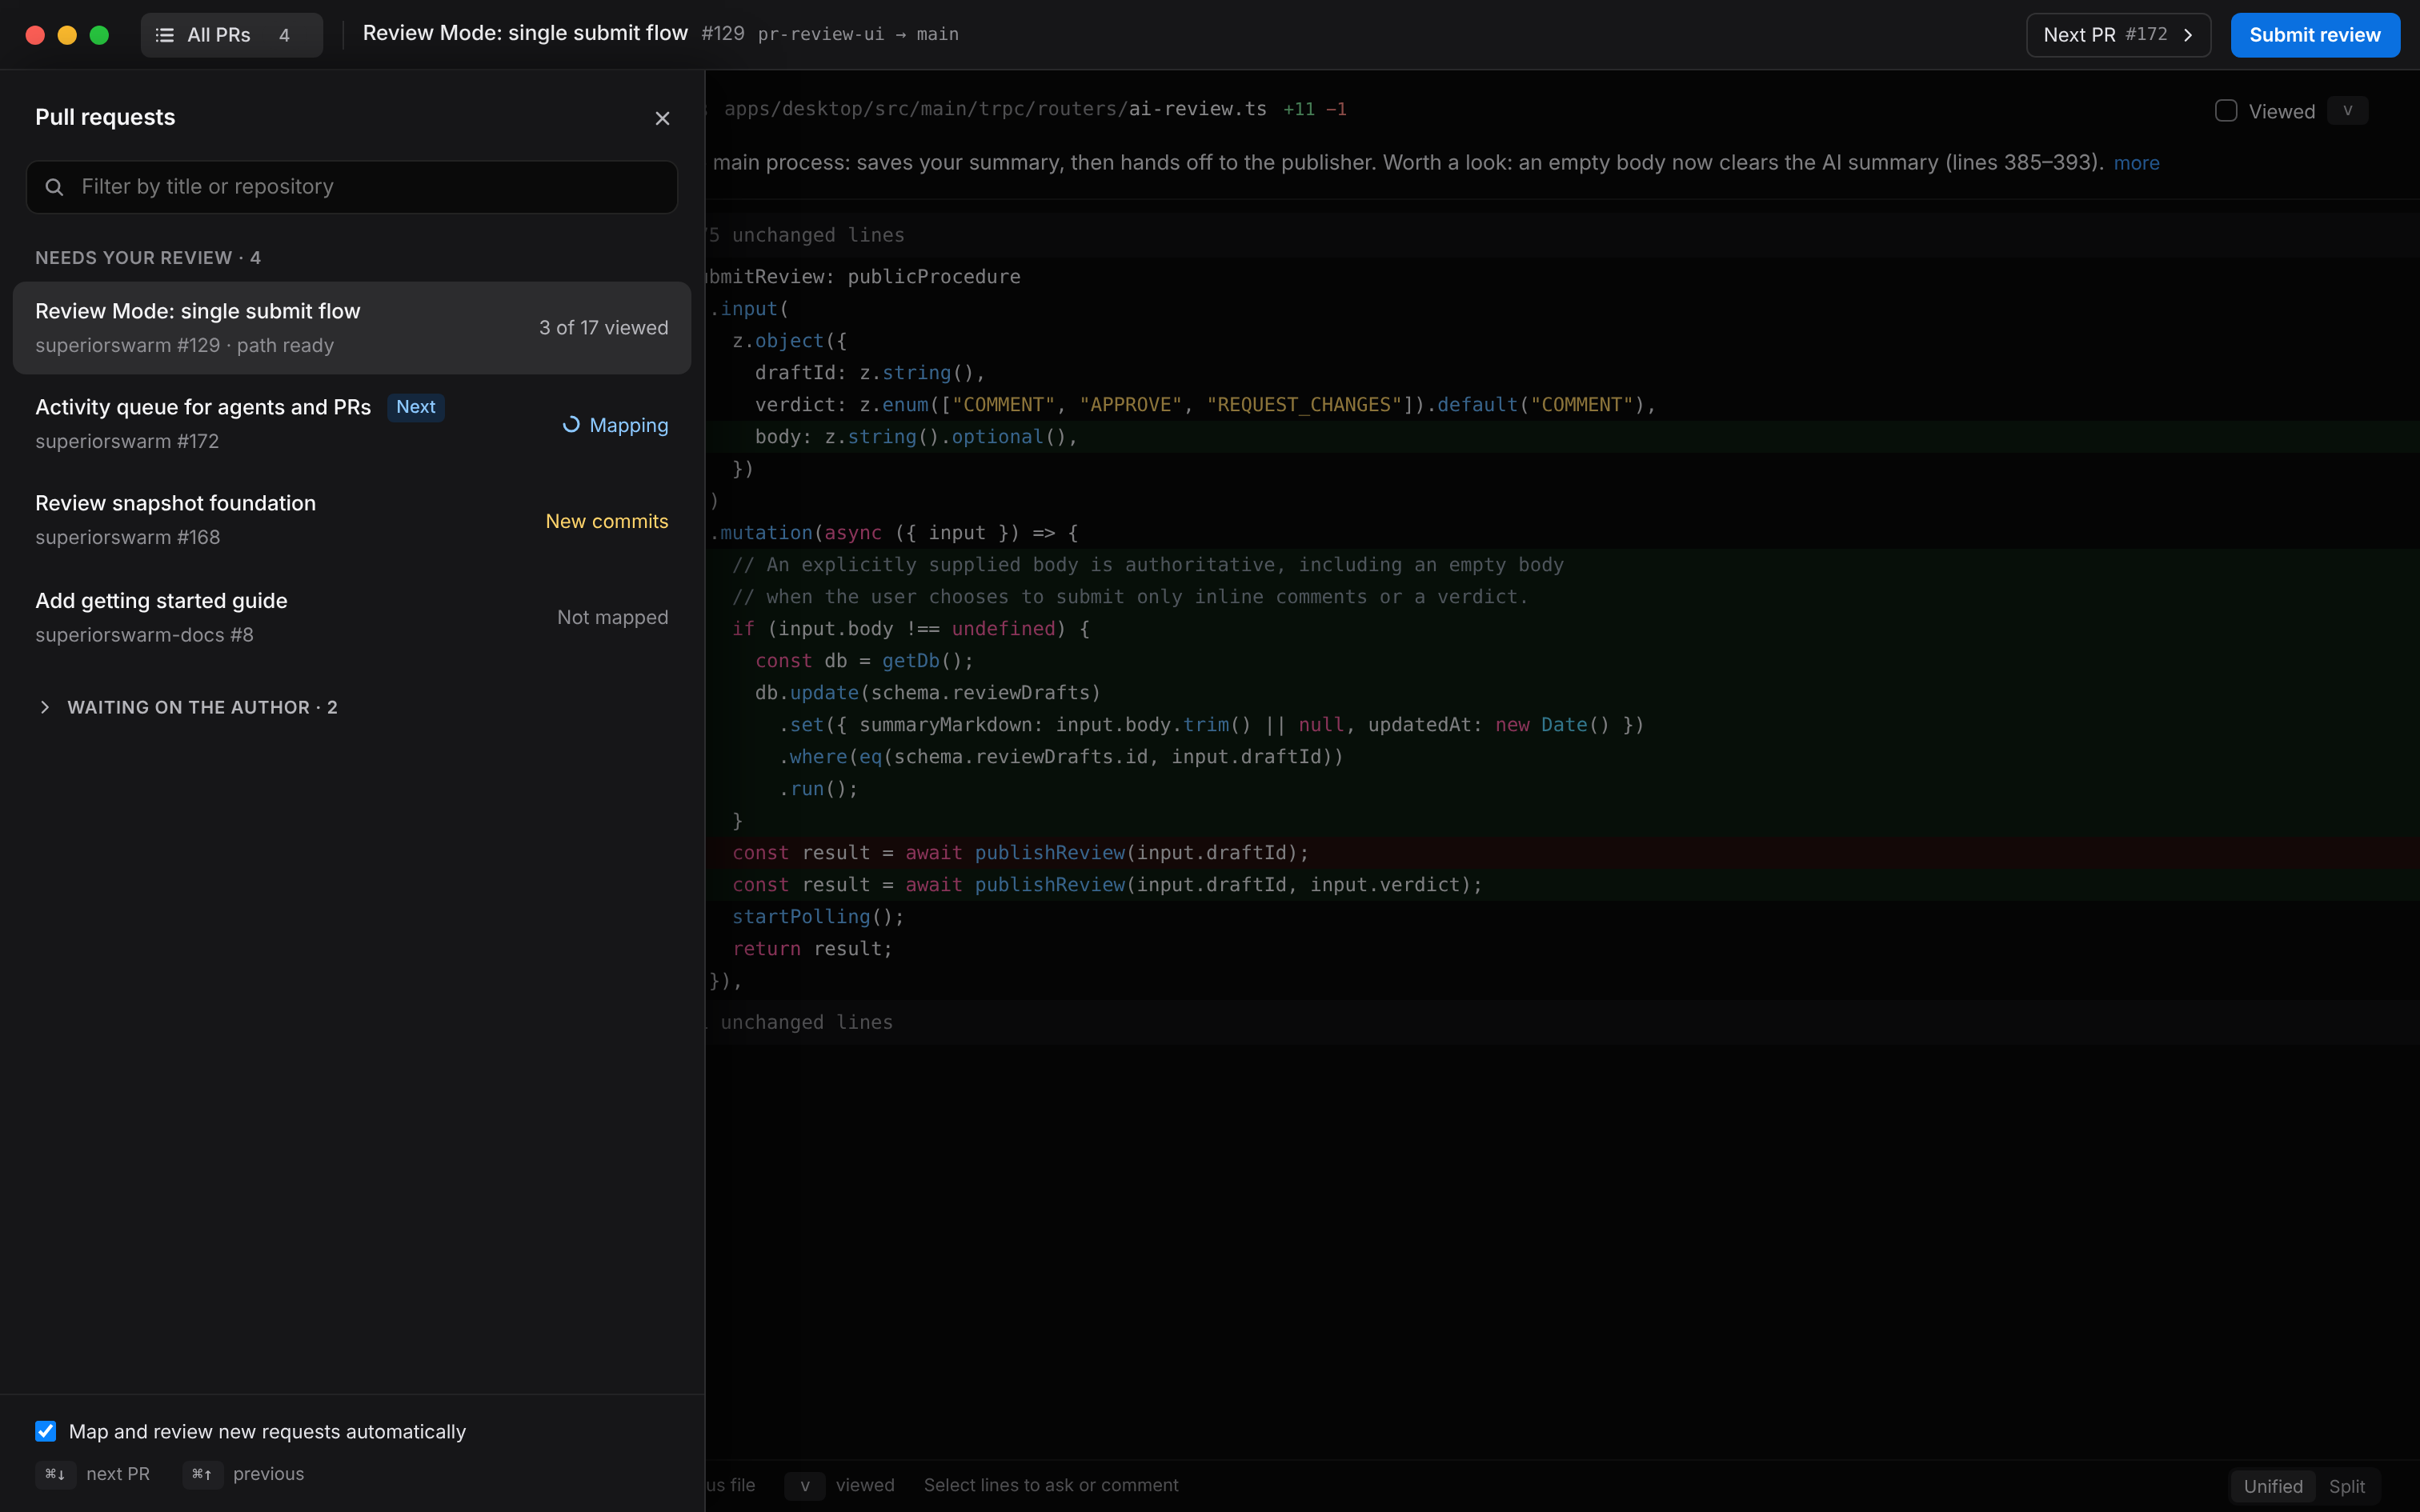 All PRs 4
Review Mode: single submit flow #129 pr-review-ui → main
Next PR #172
Submit review
Pull requests
Filter by title or repository
NEEDS YOUR REVIEW · 4
Review Mode: single submit flow
superiorswarm #129 · path ready
3 of 17 viewed
Activity queue for agents and PRs Next
superiorswarm #172
Mapping
Review snapshot foundation
superiorswarm #168
New commits
Add getting started guide
superiorswarm-docs #8
Not mapped
WAITING ON THE AUTHOR · 2
Map and review new requests automatically
⌘↓ next PR ⌘↑ previous
apps/desktop/src/main/trpc/routers/ai-review.ts +11 −1
Viewed v
main process: saves your summary, then hands off to the publisher. Worth a look: an empty body now clears the AI summary (lines 385–393). more
5 unchanged lines
bmitReview: publicProcedure
.input(
z.object({
draftId: z.string(),
verdict: z.enum(["COMMENT", "APPROVE", "REQUEST_CHANGES"]).default("COMMENT"),
body: z.string().optional(),
})
)
.mutation(async ({ input }) => {
// An explicitly supplied body is authoritative, including an empty body
// when the user chooses to submit only inline comments or a verdict.
if (input.body !== undefined) {
const db = getDb();
db.update(schema.reviewDrafts)
.set({ summaryMarkdown: input.body.trim() || null, updatedAt: new Date() })
.where(eq(schema.reviewDrafts.id, input.draftId))
.run();
}
const result = await publishReview(input.draftId);
const result = await publishReview(input.draftId, input.verdict);
startPolling();
return result;
}),
unchanged lines
us file v viewed Select lines to ask or comment
Unified Split